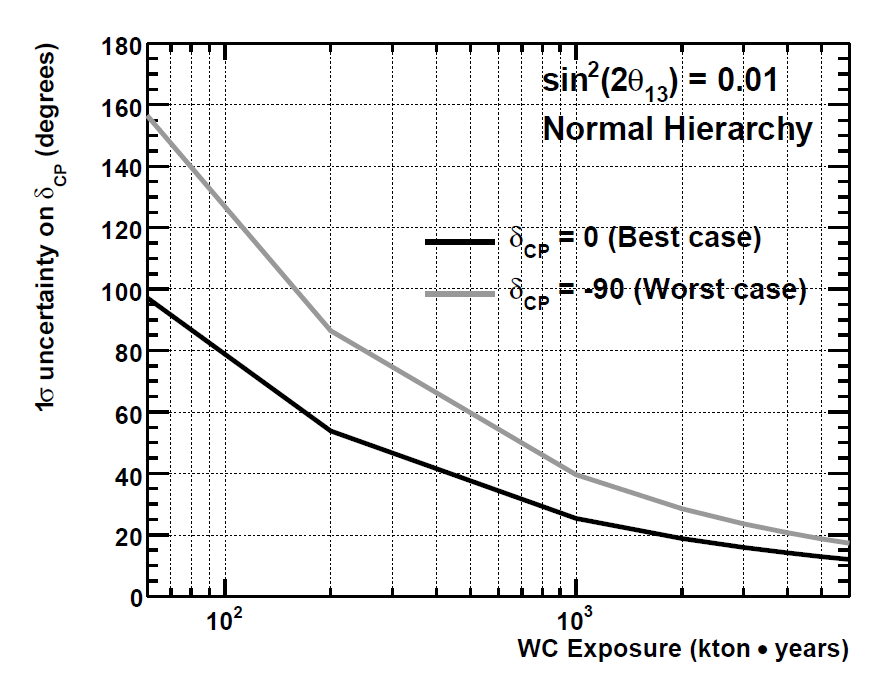 180
160
140
120
100
80
60
40
20
0
1σ uncertainty on δCP (degrees)
sin²(2θ₁₃) = 0.01
Normal Hierarchy
δCP = 0 (Best case)
δCP = -90 (Worst case)
10²
10³
WC Exposure (kton • years)